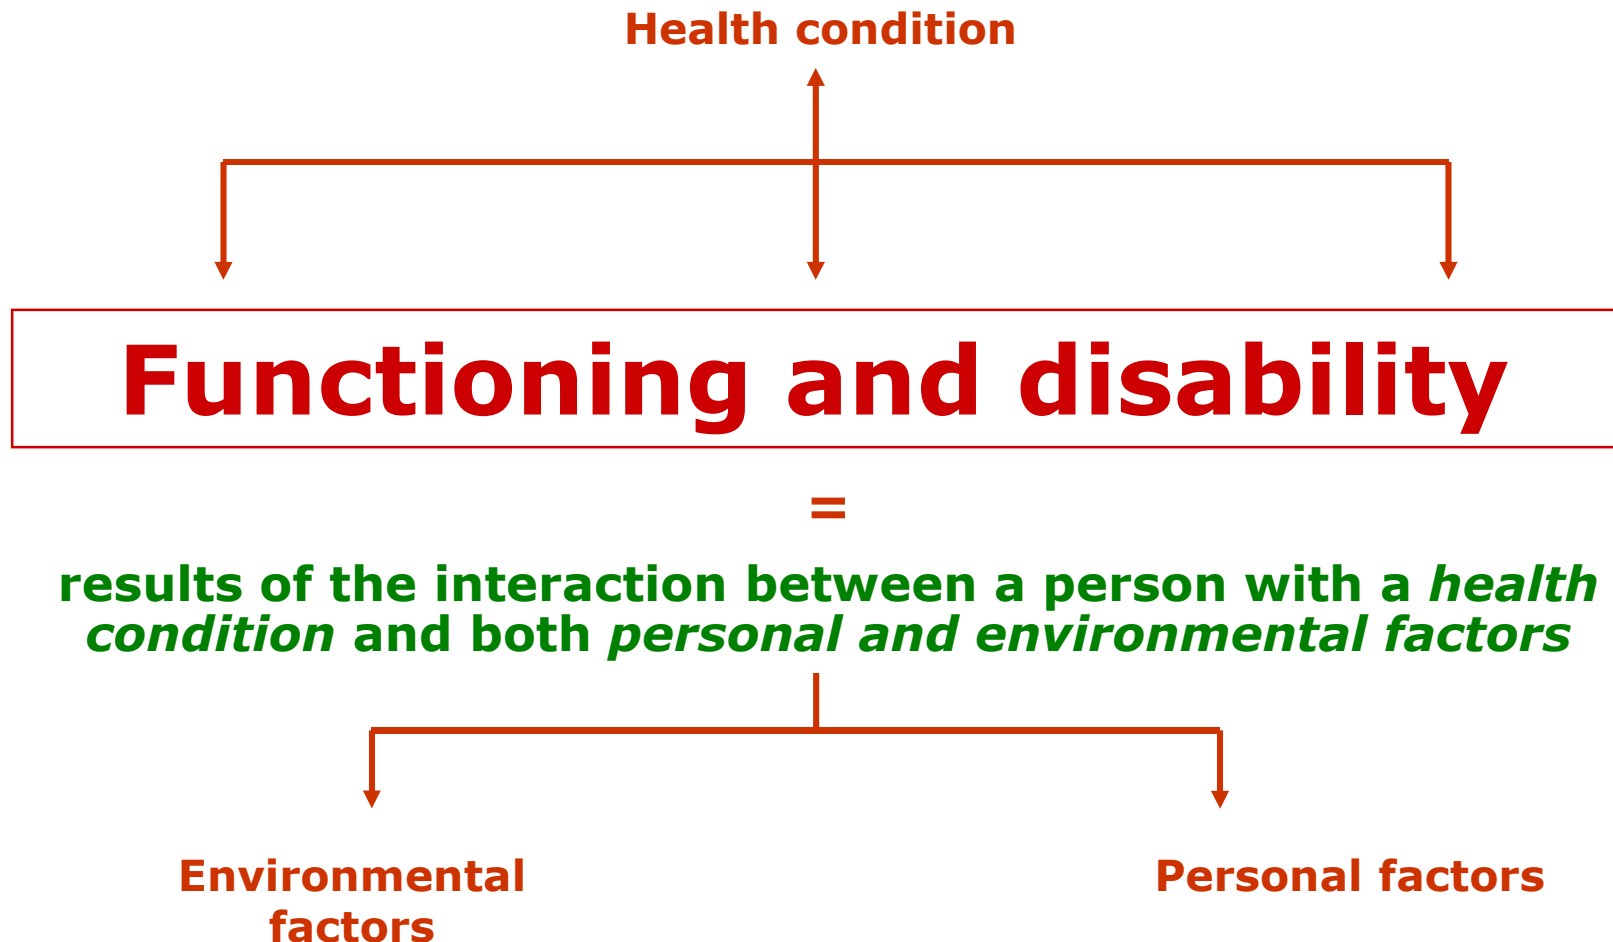 Health condition
Functioning and disability
=
results of the interaction between a person with a health
condition and both personal and environmental factors
Environmental
factors
Personal factors